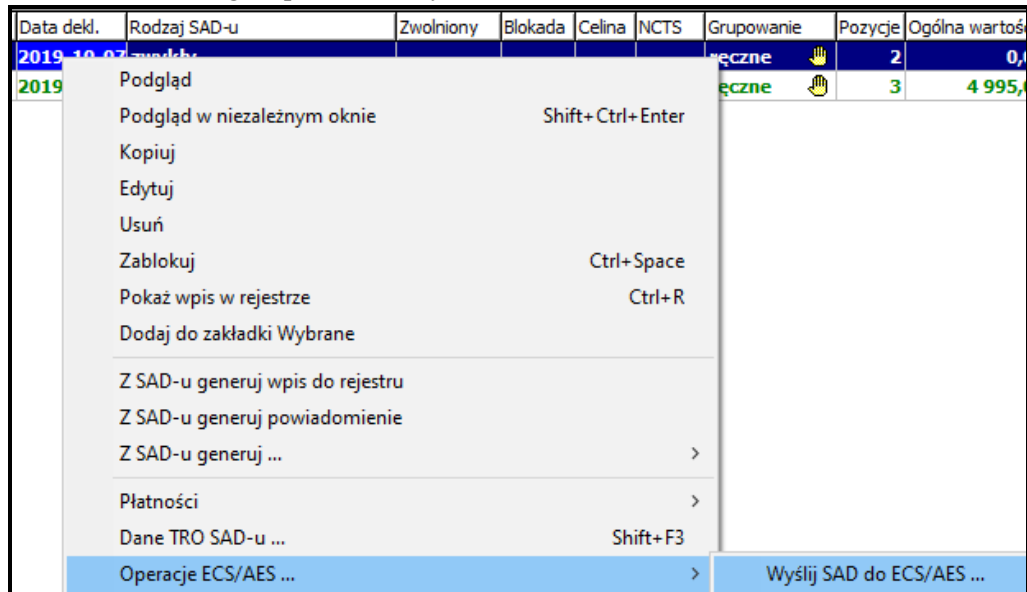 Data dekl. Rodzaj SAD-u Zwolniony Blokada Celina NCTS Grupowanie Pozycje Ogólna wartoś
2019-10-07 zwykły ręczne 2 0,
2019 ęczne 3 4 995,
Podgląd
Podgląd w niezależnym oknie Shift+Ctrl+Enter
Kopiuj
Edytuj
Usuń
Zablokuj Ctrl+Space
Pokaż wpis w rejestrze Ctrl+R
Dodaj do zakładki Wybrane
Z SAD-u generuj wpis do rejestru
Z SAD-u generuj powiadomienie
Z SAD-u generuj ...
Płatności
Dane TRO SAD-u ... Shift+F3
Operacje ECS/AES ... Wyślij SAD do ECS/AES ...